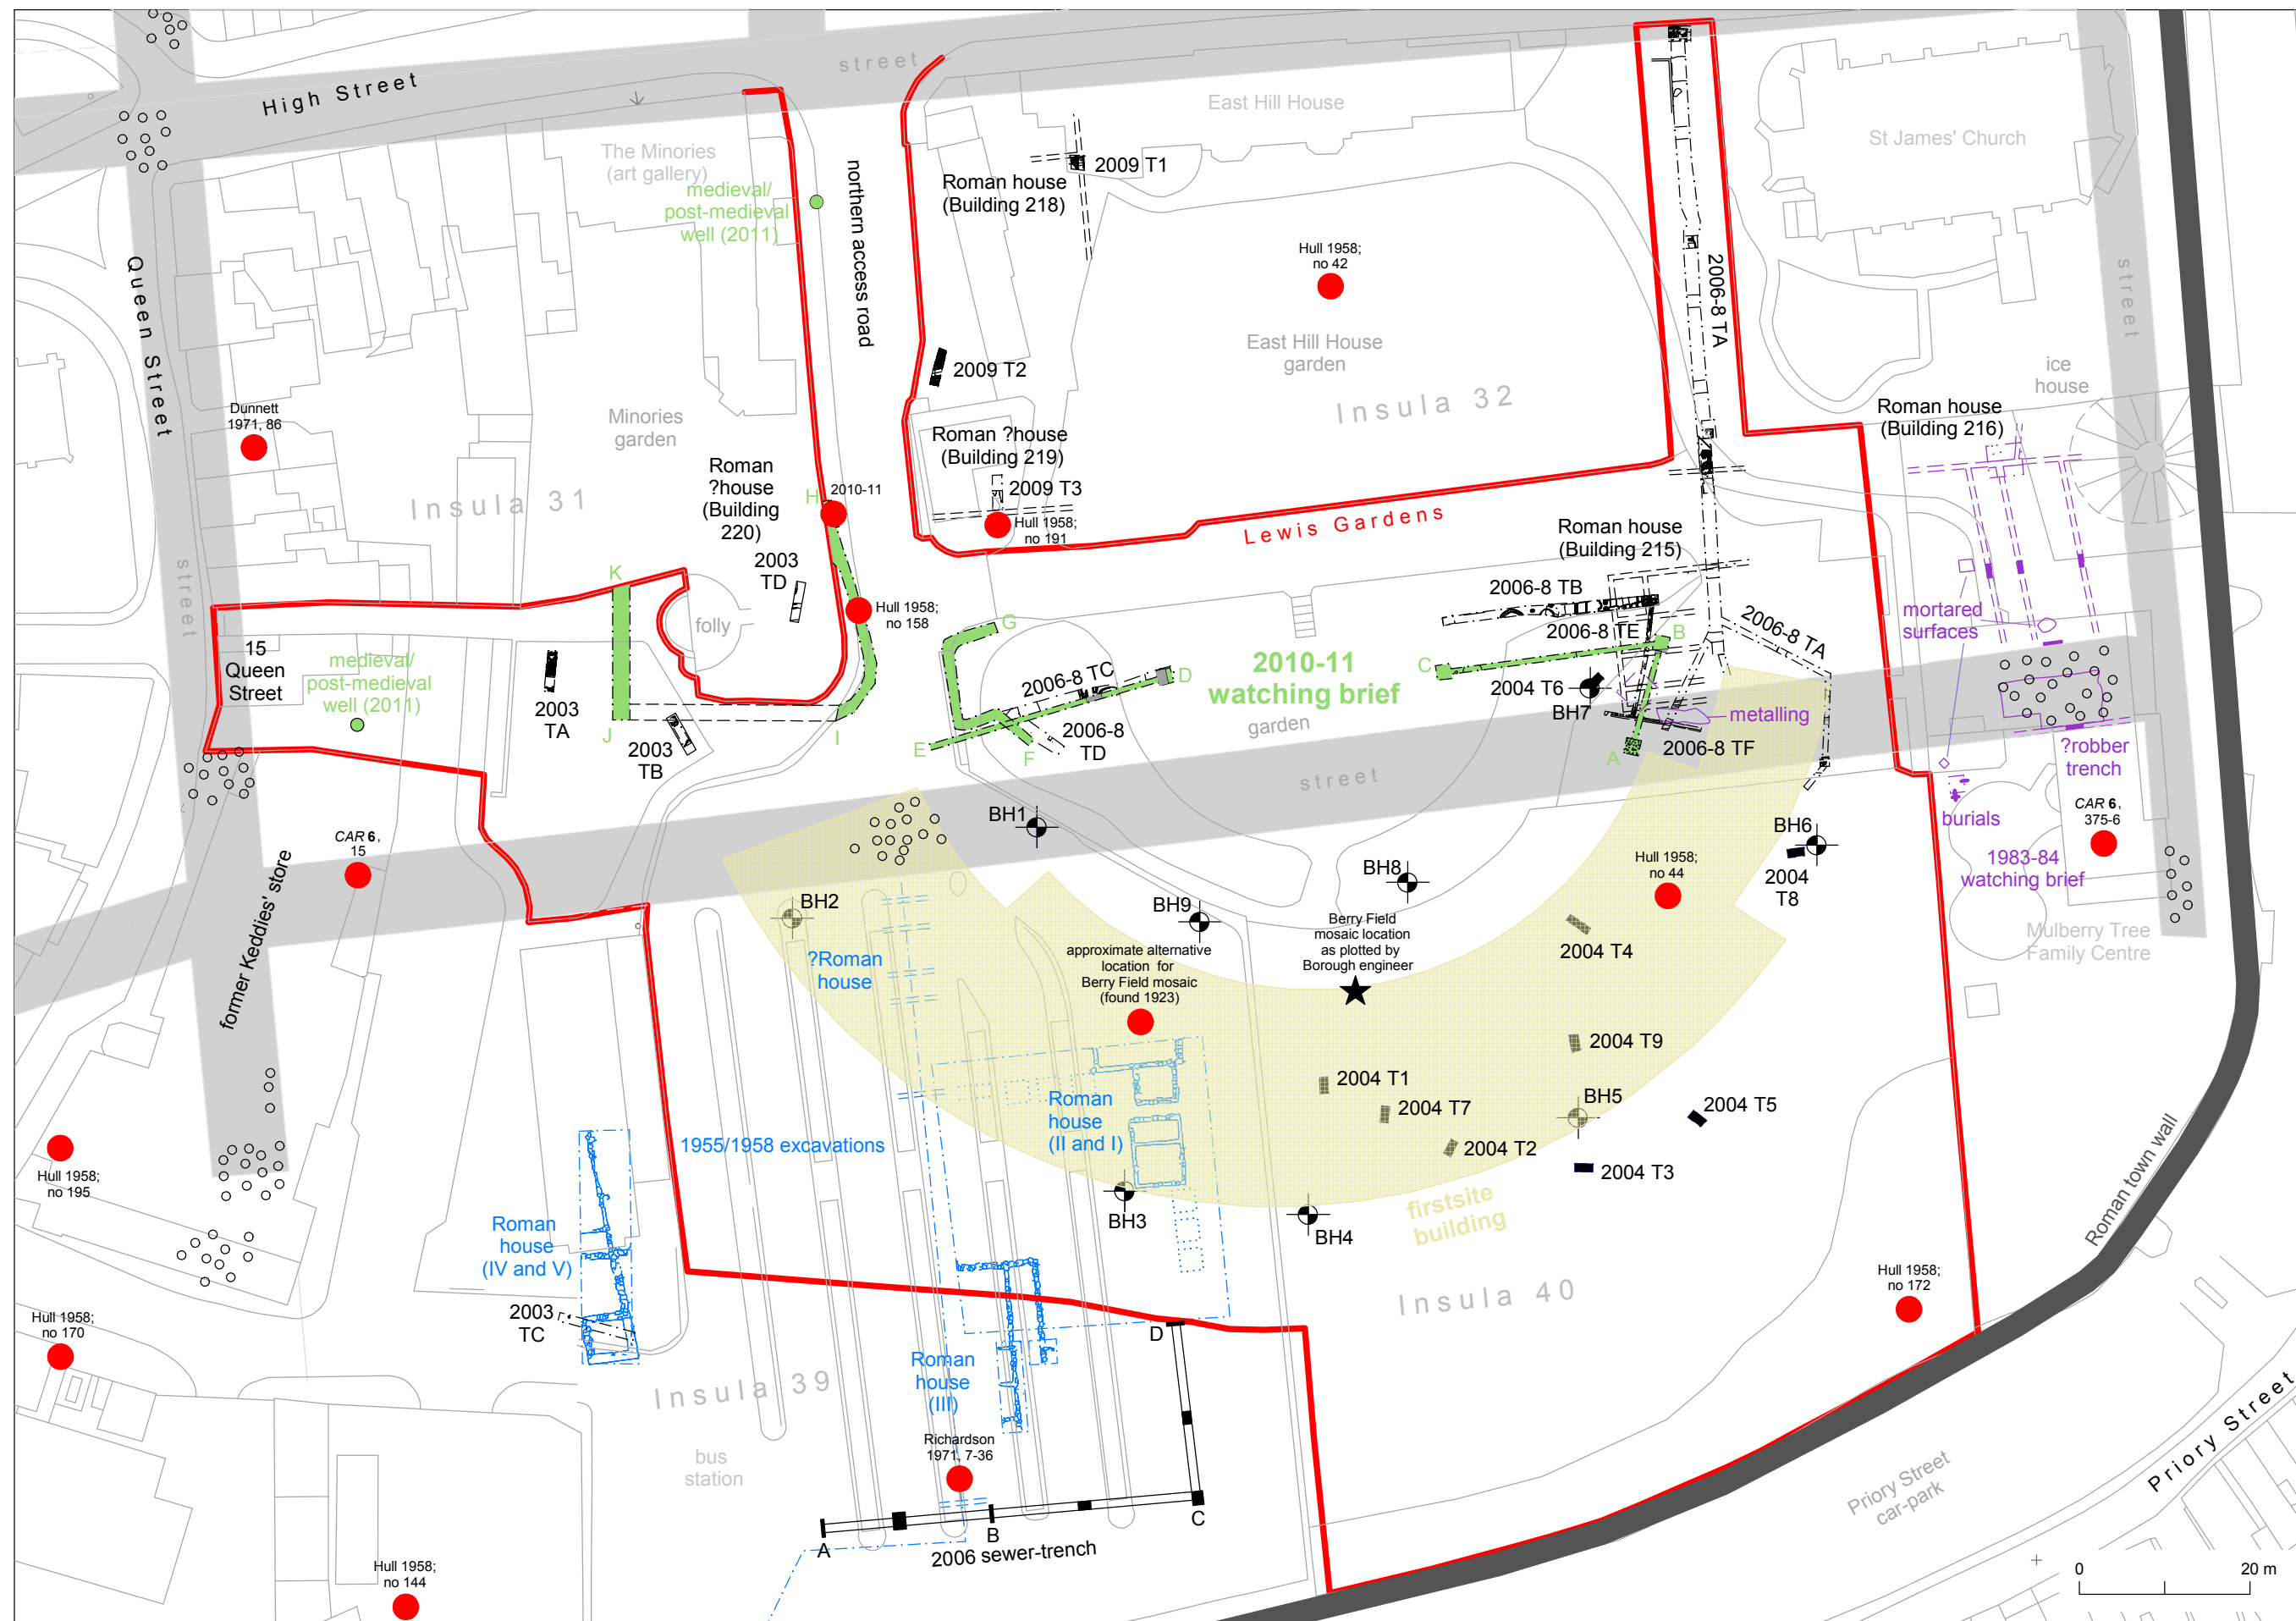 High Street
street
East Hill House
St James' Church
The Minories
(art gallery)
medieval/
post-medieval
well (2011)
northern access road
Roman house
(Building 218)
2009 T1
Hull 1958;
no 42
2006-8 TA
street
Queen Street
East Hill House
garden
2009 T2
Insula 32
ice
house
Roman house
(Building 216)
Dunnett
1971, 86
Minories
garden
Roman ?house
(Building 219)
Roman
?house
(Building
220)
H
2010-11
2009 T3
Hull 1958;
no 191
Insula 31
Lewis Gardens
Roman house
(Building 215)
2003
TD
K
street
2006-8 TB
mortared
surfaces
Hull 1958;
no 158
folly
G
2006-8 TE
B
2006-8 TA
15
Queen
Street
medieval/
post-medieval
well (2011)
2010-11
watching brief
garden
C
2006-8 TC
D
2004 T6
BH7
metalling
2003
TA
J
2003
TB
I
E
F
2006-8
TD
A
2006-8 TF
?robber
trench
street
CAR 6,
375-6
burials
1983-84
watching brief
BH1
BH6
2004
T8
CAR 6,
15
former Keddies' store
BH8
Hull 1958;
no 44
BH2
BH9
Berry Field
mosaic location
as plotted by
Borough engineer
2004 T4
Mulberry Tree
Family Centre
?Roman
house
approximate alternative
location for
Berry Field mosaic
(found 1923)
2004 T9
2004 T1
BH5
2004 T5
2004 T7
Roman
house
(II and I)
1955/1958 excavations
2004 T2
2004 T3
Hull 1958;
no 195
Roman town wall
BH3
BH4
firstsite
building
Roman
house
(IV and V)
Insula 40
Hull 1958;
no 172
2003
TC
Hull 1958;
no 170
D
Roman
house
(III)
Insula 39
Priory Street
bus
station
Richardson
1971, 7-36
Priory Street
car-park
A
B
C
2006 sewer-trench
Hull 1958;
no 144
0
20 m